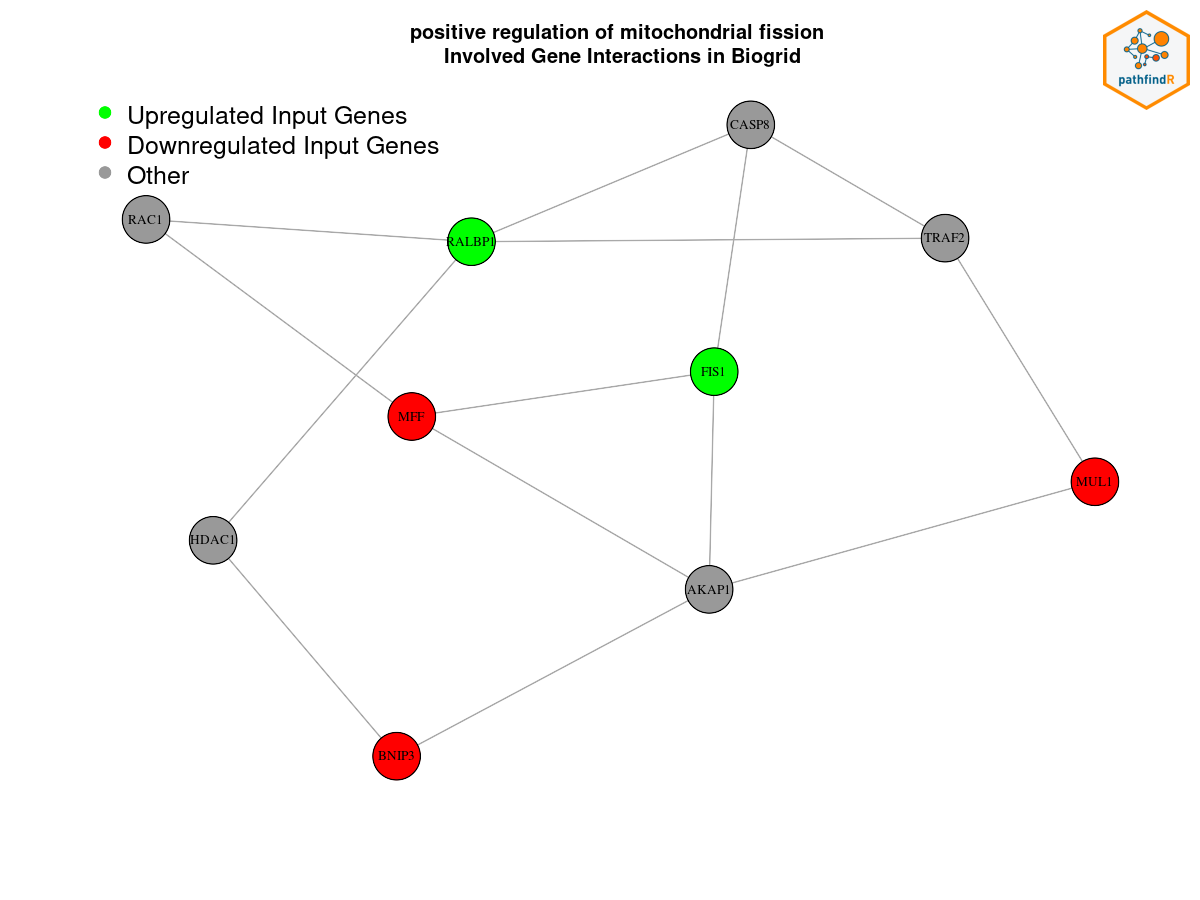 positive regulation of mitochondrial fission
Involved Gene Interactions in Biogrid
pathfindR
Upregulated Input Genes
Downregulated Input Genes
Other
CASP8
RAC1
RALBP1
TRAF2
FIS1
MFF
MUL1
HDAC1
AKAP1
BNIP3